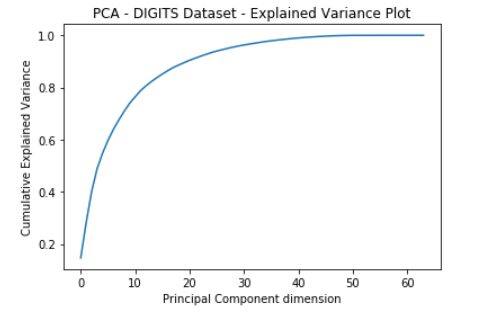 PCA - DIGITS Dataset - Explained Variance Plot
Cumulative Explained Variance
1.0
0.8
0.6
0.4
0.2
0 10 20 30 40 50 60
Principal Component dimension